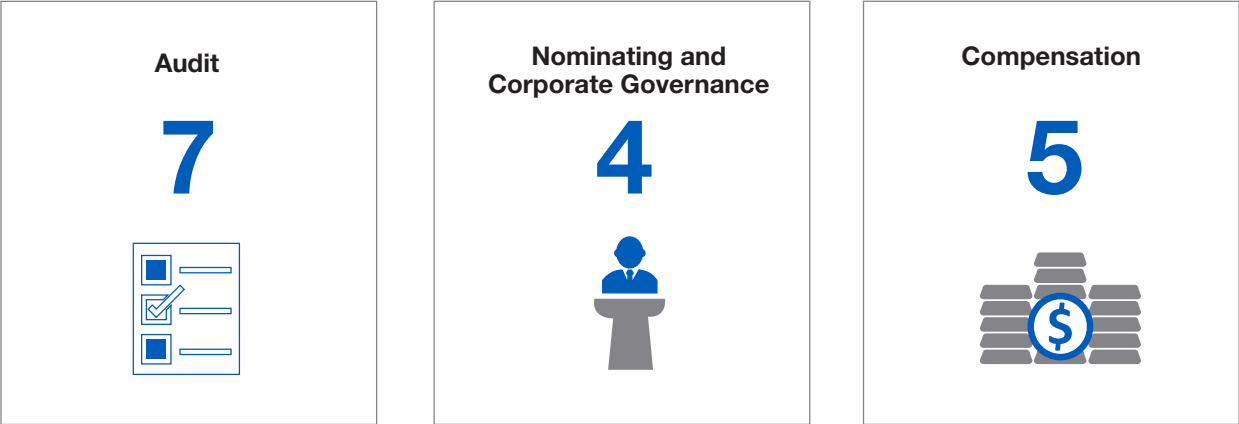 Audit
7
Nominating and
Corporate Governance
4
Compensation
5
$